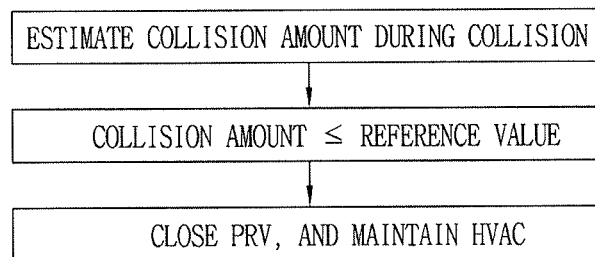 ESTIMATE COLLISION AMOUNT DURING COLLISION
COLLISION AMOUNT ≤ REFERENCE VALUE
CLOSE PRV, AND MAINTAIN HVAC